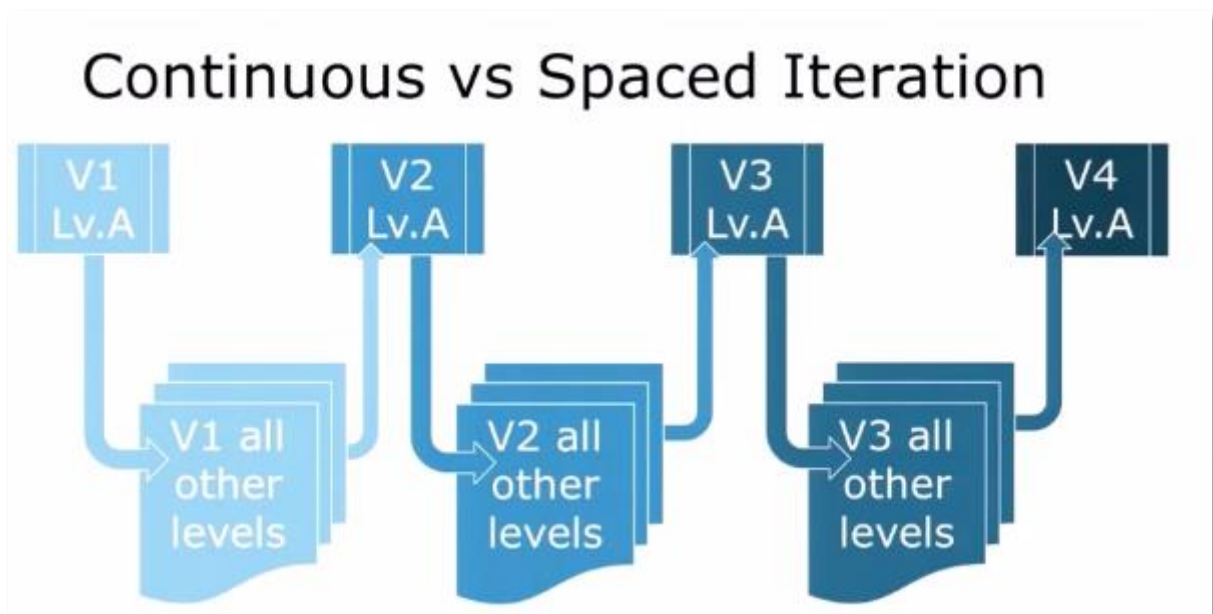 Continuous vs Spaced Iteration
V1
Lv.A
V2
Lv.A
V3
Lv.A
V4
Lv.A
V1 all
other
levels
V2 all
other
levels
V3 all
other
levels